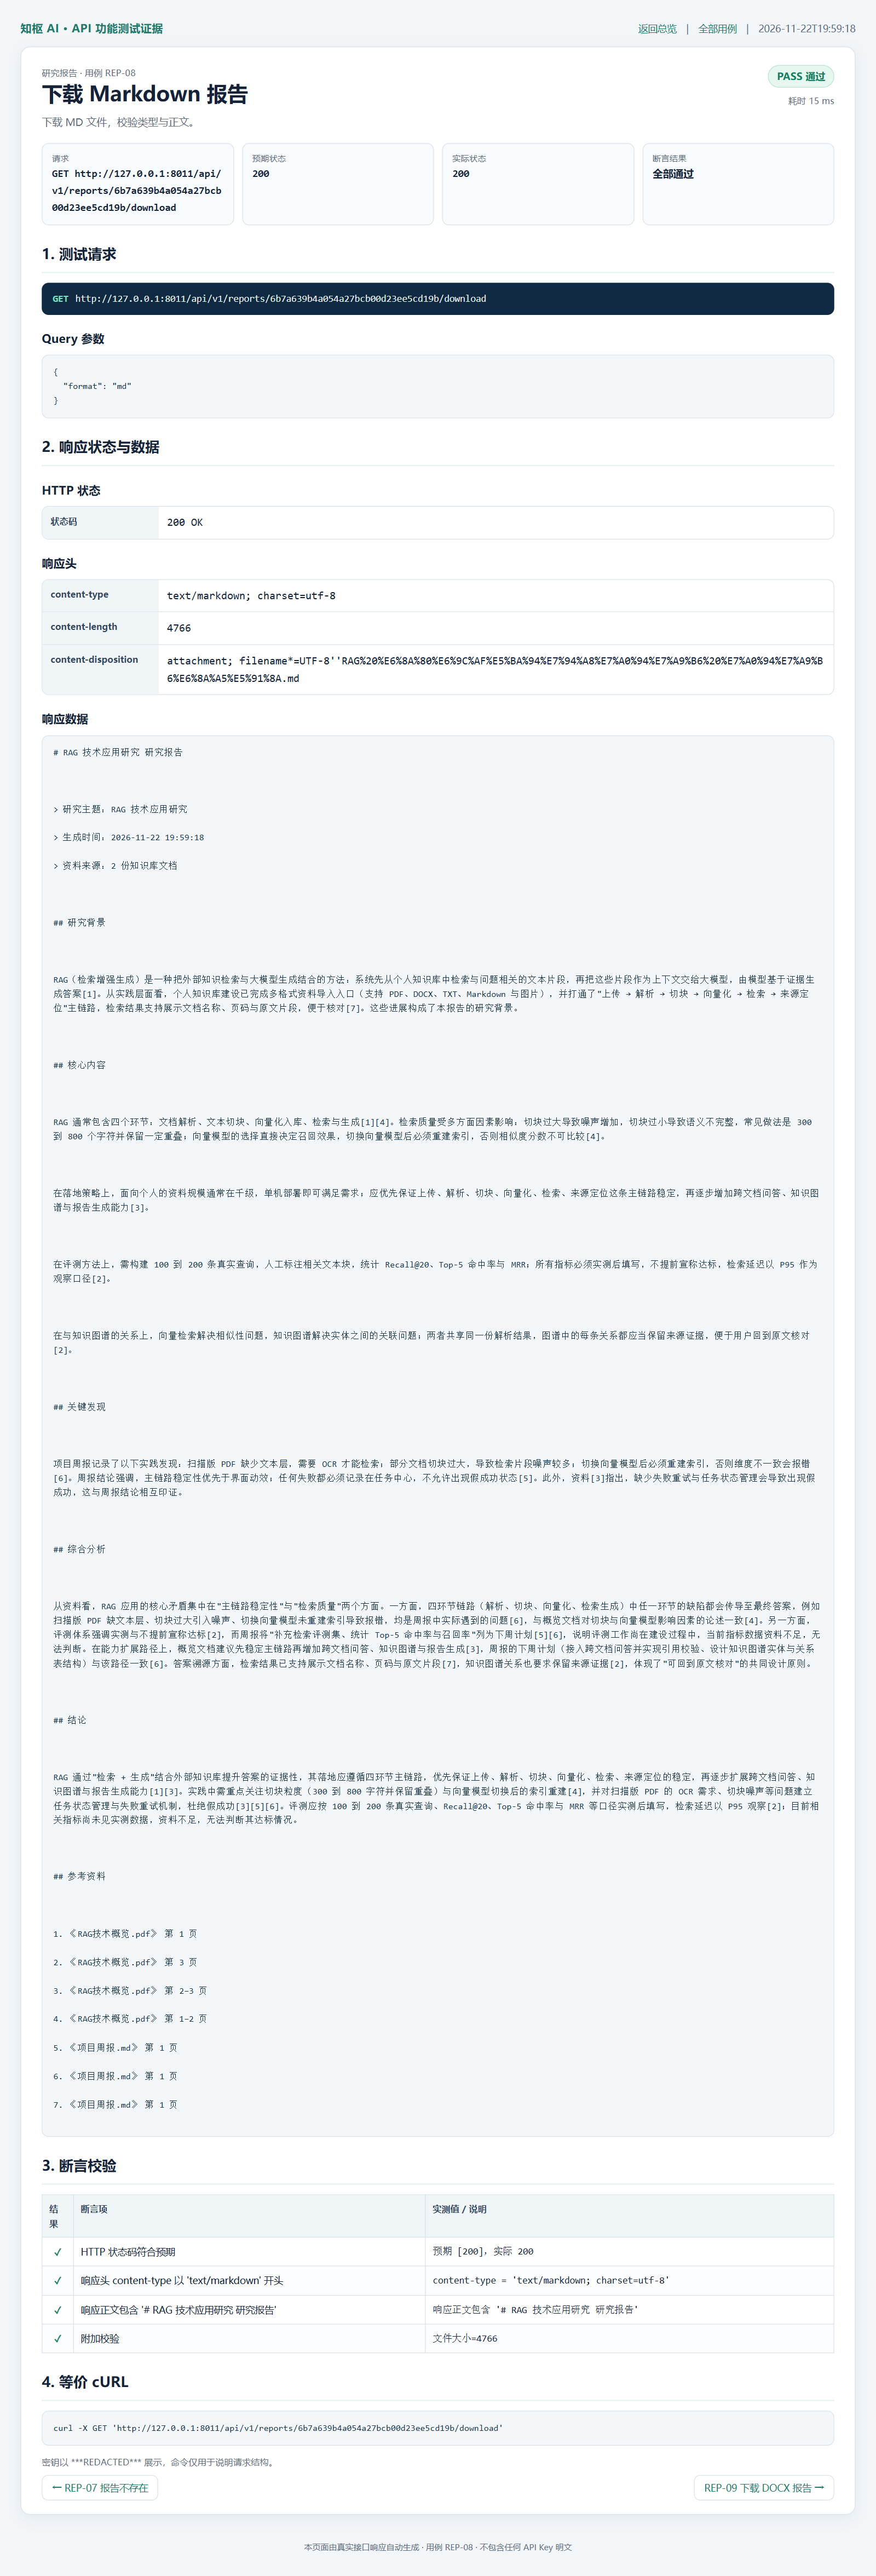 知枢 AI · API 功能测试证据
返回总览 | 全部用例 | 2026-11-22T19:59:18
研究报告 · 用例 REP-08
下载 Markdown 报告
PASS 通过
耗时 15 ms
下载 MD 文件，校验类型与正文。
请求
GET http://127.0.0.1:8011/api/
v1/reports/6b7a639b4a054a27bcb
00d23ee5cd19b/download
预期状态
200
实际状态
200
断言结果
全部通过
1. 测试请求
GET http://127.0.0.1:8011/api/v1/reports/6b7a639b4a054a27bcb00d23ee5cd19b/download
Query 参数
{
"format": "md"
}
2. 响应状态与数据
HTTP 状态
状态码 200 OK
响应头
content-type text/markdown; charset=utf-8
content-length 4766
content-disposition attachment; filename*=UTF-8''RAG%20%E6%8A%80%E6%9C%AF%E5%BA%94%E7%94%A8%E7%A0%94%E7%A9%B6%20%E7%A0%94%E7%A9%B
6%E6%8A%A5%E5%91%8A.md
响应数据
# RAG 技术应用研究 研究报告
> 研究主题：RAG 技术应用研究
> 生成时间：2026-11-22 19:59:18
> 资料来源：2 份知识库文档
## 研究背景
RAG（检索增强生成）是一种把外部知识检索与大模型生成结合的方法：系统先从个人知识库中检索与问题相关的文本片段，再把这些片段作为上下文交给大模型，由模型基于证据生
成答案[1]。从实践层面看，个人知识库建设已完成多格式资料导入入口（支持 PDF、DOCX、TXT、Markdown 与图片），并打通了"上传 → 解析 → 切块 → 向量化 → 检索 → 来源定
位"主链路，检索结果支持展示文档名称、页码与原文片段，便于核对[7]。这些进展构成了本报告的研究背景。
## 核心内容
RAG 通常包含四个环节：文档解析、文本切块、向量化入库、检索与生成[1][4]。检索质量受多方面因素影响：切块过大导致噪声增加，切块过小导致语义不完整，常见做法是 300
到 800 个字符并保留一定重叠；向量模型的选择直接决定召回效果，切换向量模型后必须重建索引，否则相似度分数不可比较[4]。
在落地策略上，面向个人的资料规模通常在千级，单机部署即可满足需求；应优先保证上传、解析、切块、向量化、检索、来源定位这条主链路稳定，再逐步增加跨文档问答、知识图
谱与报告生成能力[3]。
在评测方法上，需构建 100 到 200 条真实查询，人工标注相关文本块，统计 Recall@20、Top-5 命中率与 MRR；所有指标必须实测后填写，不提前宣称达标，检索延迟以 P95 作为
观察口径[2]。
在与知识图谱的关系上，向量检索解决相似性问题，知识图谱解决实体之间的关联问题；两者共享同一份解析结果，图谱中的每条关系都应当保留来源证据，便于用户回到原文核对
[2]。
## 关键发现
项目周报记录了以下实践发现：扫描版 PDF 缺少文本层，需要 OCR 才能检索；部分文档切块过大，导致检索片段噪声较多；切换向量模型后必须重建索引，否则维度不一致会报错
[6]。周报结论强调，主链路稳定性优先于界面动效；任何失败都必须记录在任务中心，不允许出现假成功状态[5]。此外，资料[3]指出，缺少失败重试与任务状态管理会导致出现假
成功，这与周报结论相互印证。
## 综合分析
从资料看，RAG 应用的核心矛盾集中在"主链路稳定性"与"检索质量"两个方面。一方面，四环节链路（解析、切块、向量化、检索生成）中任一环节的缺陷都会传导至最终答案，例如
扫描版 PDF 缺文本层、切块过大引入噪声、切换向量模型未重建索引导致报错，均是周报中实际遇到的问题[6]，与概览文档对切块与向量模型影响因素的论述一致[4]。另一方面，
评测体系强调实测与不提前宣称达标[2]，而周报将"补充检索评测集、统计 Top-5 命中率与召回率"列为下周计划[5][6]，说明评测工作尚在建设过程中，当前指标数据资料不足，无
法判断。在能力扩展路径上，概览文档建议先稳定主链路再增加跨文档问答、知识图谱与报告生成[3]，周报的下周计划（接入跨文档问答并实现引用校验、设计知识图谱实体与关系
表结构）与该路径一致[6]。答案溯源方面，检索结果已支持展示文档名称、页码与原文片段[7]，知识图谱关系也要求保留来源证据[2]，体现了"可回到原文核对"的共同设计原则。
## 结论
RAG 通过"检索 + 生成"结合外部知识库提升答案的证据性，其落地应遵循四环节主链路，优先保证上传、解析、切块、向量化、检索、来源定位的稳定，再逐步扩展跨文档问答、知
识图谱与报告生成能力[1][3]。实践中需重点关注切块粒度（300 到 800 字符并保留重叠）与向量模型切换后的索引重建[4]，并对扫描版 PDF 的 OCR 需求、切块噪声等问题建立
任务状态管理与失败重试机制，杜绝假成功[3][5][6]。评测应按 100 到 200 条真实查询、Recall@20、Top-5 命中率与 MRR 等口径实测后填写，检索延迟以 P95 观察[2]；目前相
关指标尚未见实测数据，资料不足，无法判断其达标情况。
## 参考资料
1. 《RAG技术概览.pdf》 第 1 页
2. 《RAG技术概览.pdf》 第 3 页
3. 《RAG技术概览.pdf》 第 2–3 页
4. 《RAG技术概览.pdf》 第 1–2 页
5. 《项目周报.md》 第 1 页
6. 《项目周报.md》 第 1 页
7. 《项目周报.md》 第 1 页
3. 断言校验
结果 断言项 实测值 / 说明
✓ HTTP 状态码符合预期 预期 [200]，实际 200
✓ 响应头 content-type 以 'text/markdown' 开头 content-type = 'text/markdown; charset=utf-8'
✓ 响应正文包含 '# RAG 技术应用研究 研究报告' 响应正文包含 '# RAG 技术应用研究 研究报告'
✓ 附加校验 文件大小=4766
4. 等价 cURL
curl -X GET 'http://127.0.0.1:8011/api/v1/reports/6b7a639b4a054a27bcb00d23ee5cd19b/download'
密钥以 ***REDACTED*** 展示，命令仅用于说明请求结构。
← REP-07 报告不存在
REP-09 下载 DOCX 报告 →
本页面由真实接口响应自动生成 · 用例 REP-08 · 不包含任何 API Key 明文